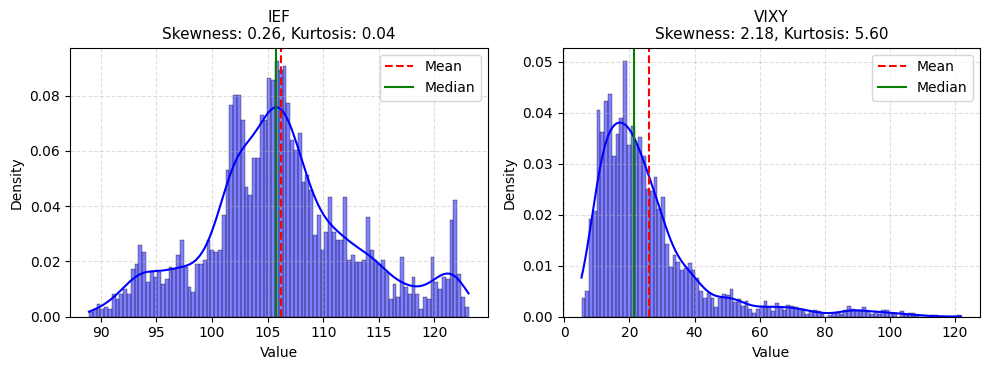 IEF
Skewness: 0.26, Kurtosis: 0.04
Mean
Median
0.08
0.06
0.04
0.02
0.00
Density
90
95
100
105
110
115
120
Value
VIXY
Skewness: 2.18, Kurtosis: 5.60
Mean
Median
0.05
0.04
0.03
0.02
0.01
0.00
Density
0
20
40
60
80
100
120
Value